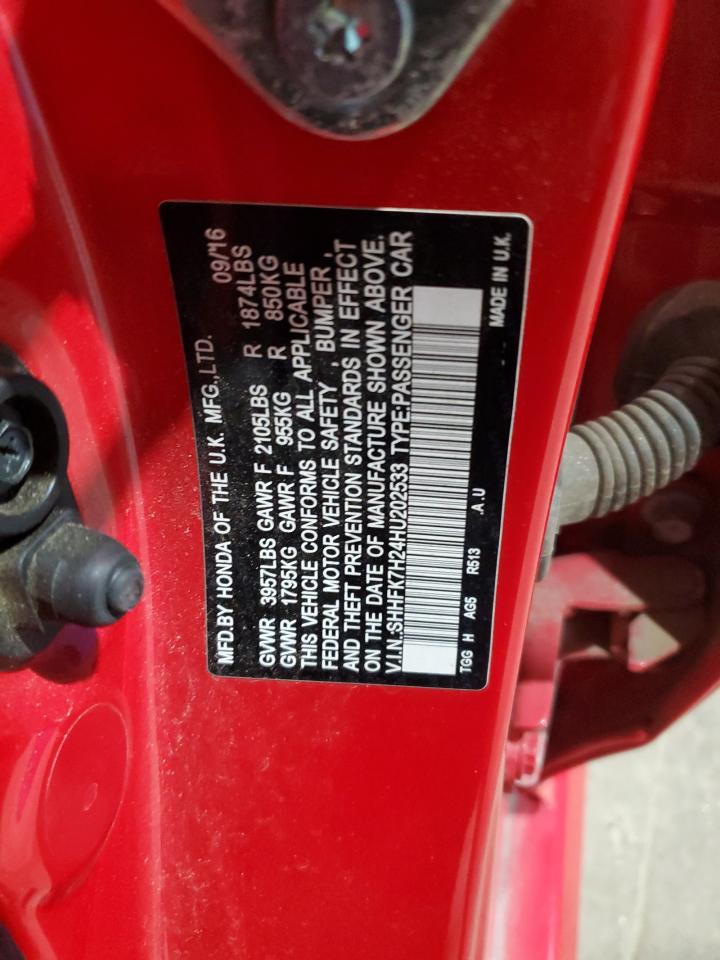 MFD.BY HONDA OF THE U.K. MFG.,LTD. 09/16
GVWR 3957LBS GAWR F 2105LBS R 1874LBS
GVWR 1795KG GAWR F 955KG R 850KG
THIS VEHICLE CONFORMS TO ALL APPLICABLE
FEDERAL MOTOR VEHICLE SAFETY , BUMPER ,
AND THEFT PREVENTION STANDARDS IN EFFECT
ON THE DATE OF MANUFACTURE SHOWN ABOVE.
V.I.N.:SHHFK7H24HU202533 TYPE:PASSENGER CAR
TGG H AG5 R513 .A.U MADE IN U.K.